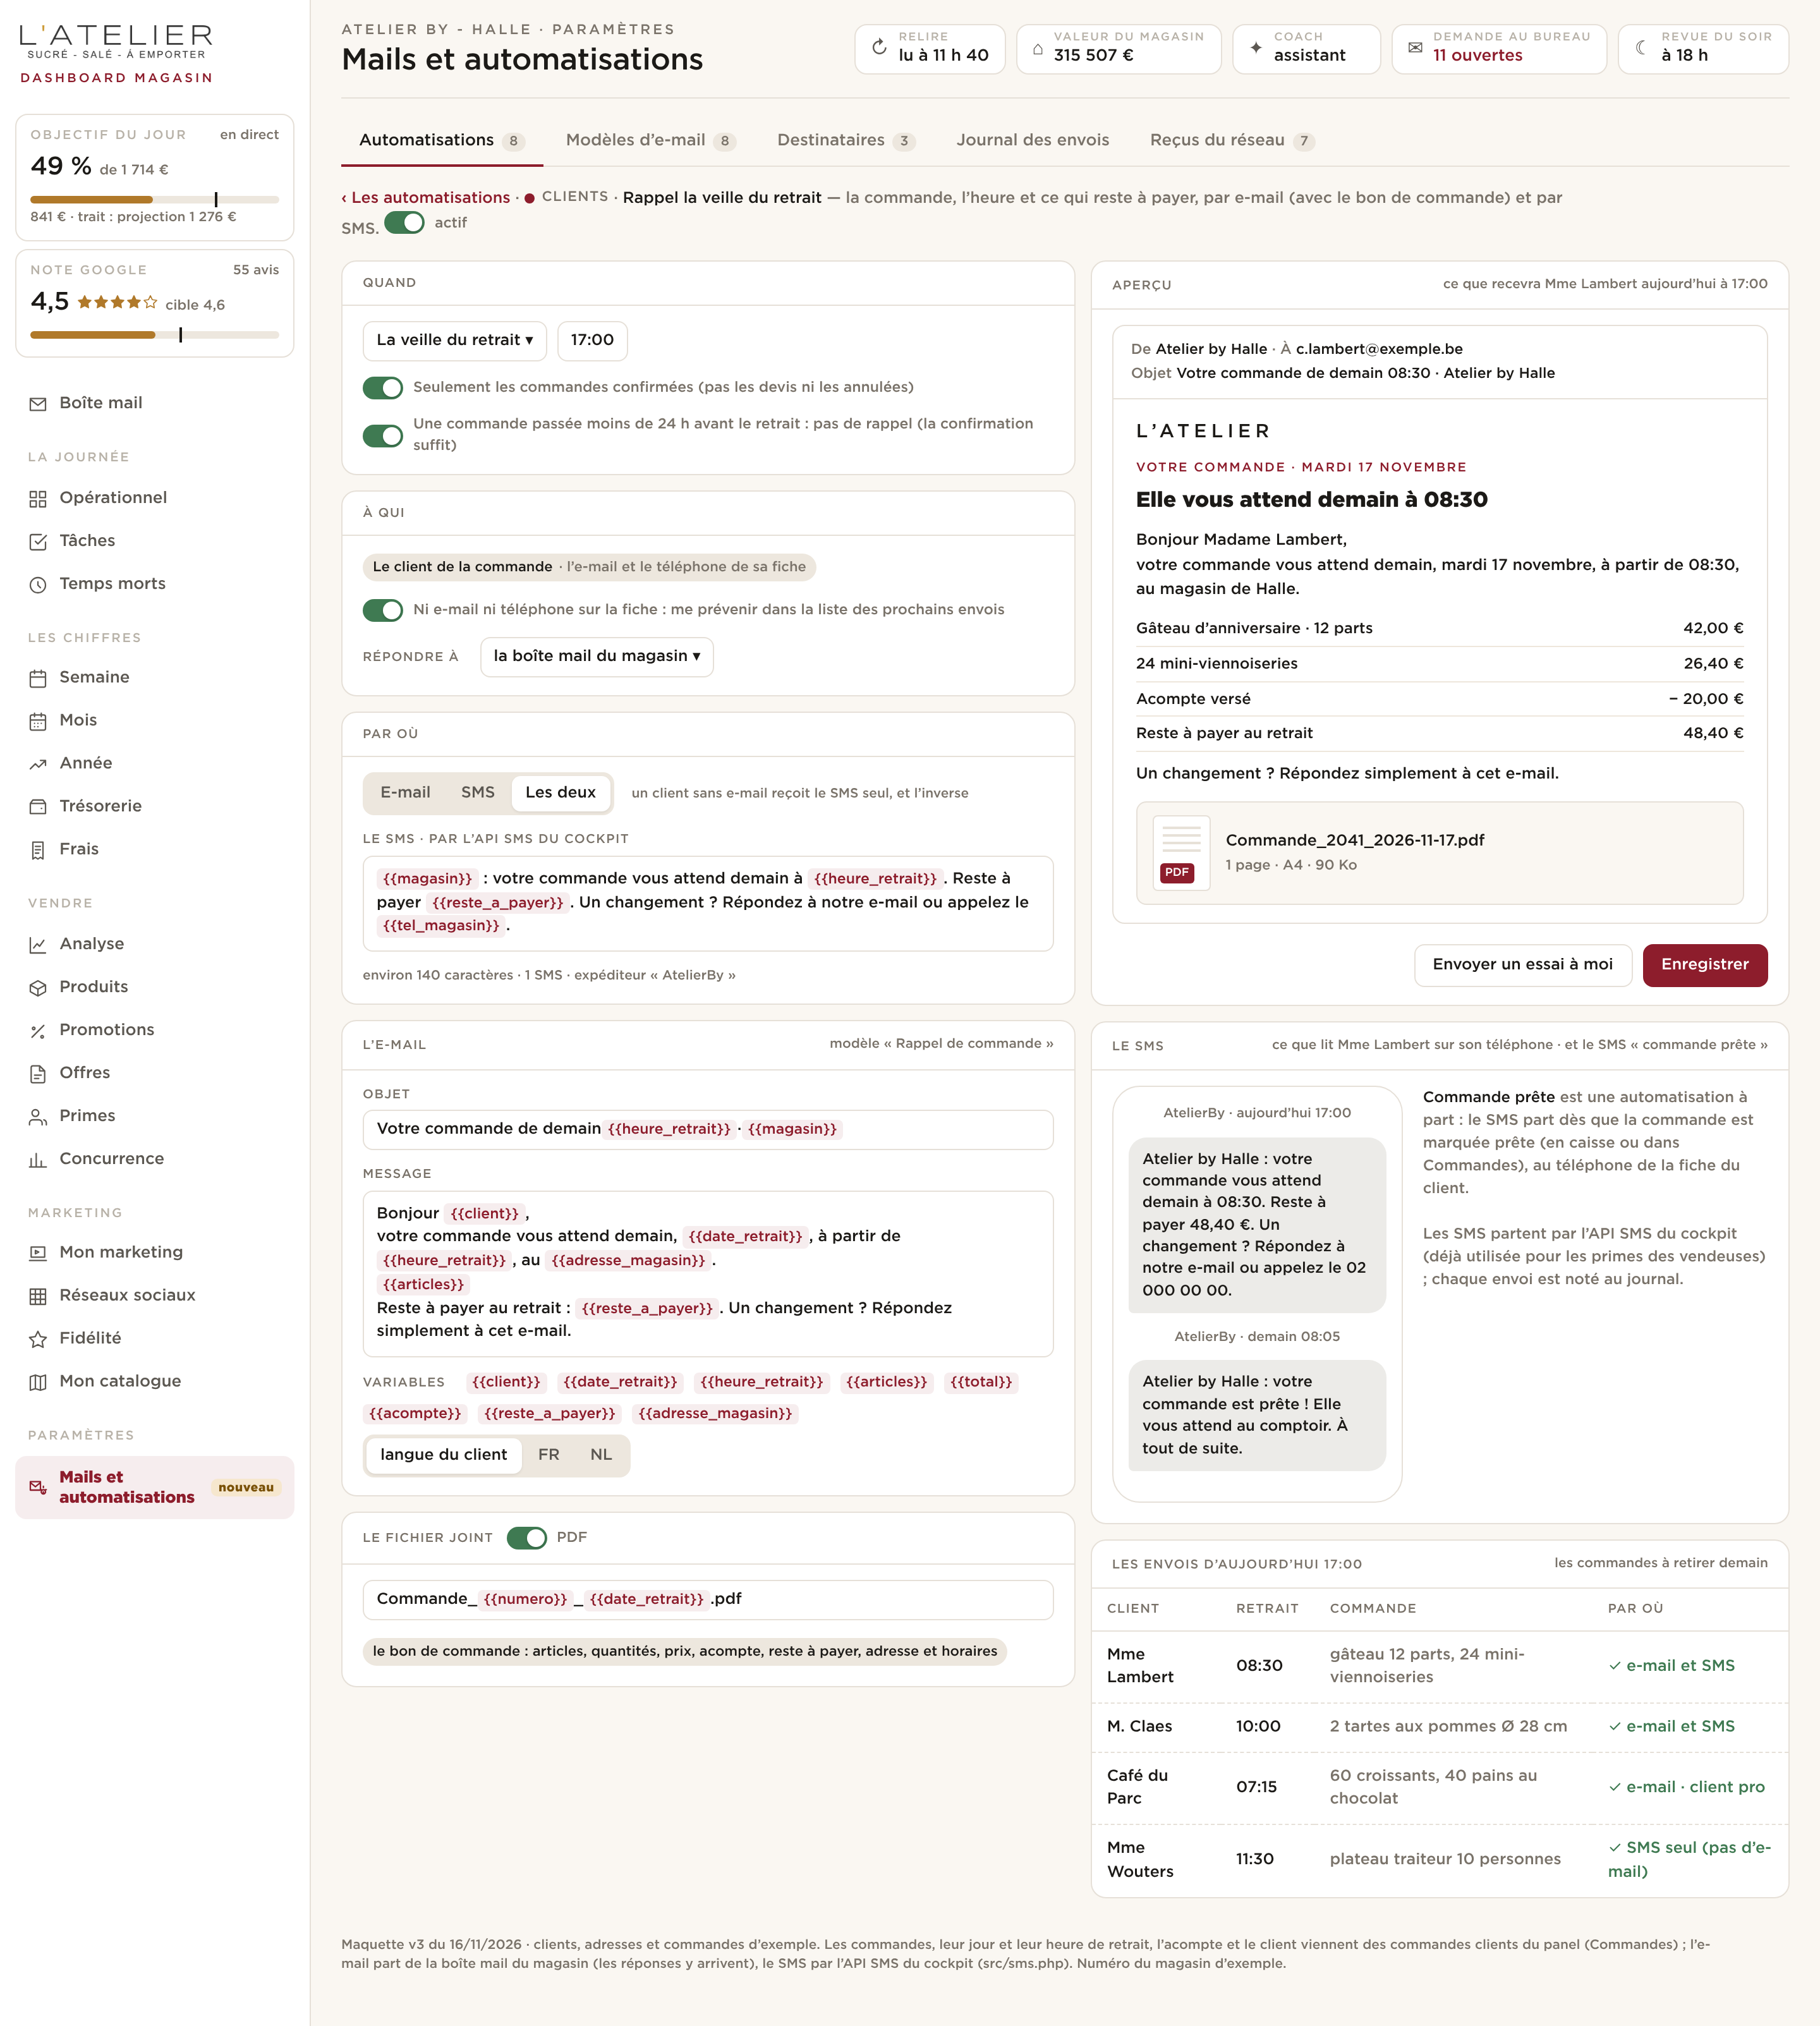 L'ATELIER
SUCRÉ - SALÉ - À EMPORTER
DASHBOARD MAGASIN
OBJECTIF DU JOUR en direct
49 % de 1 714 €
841 € · trait : projection 1 276 €
NOTE GOOGLE 55 avis
4,5 ★★★★☆ cible 4,6
Boîte mail
LA JOURNÉE
Opérationnel
Tâches
Temps morts
LES CHIFFRES
Semaine
Mois
Année
Trésorerie
Frais
VENDRE
Analyse
Produits
Promotions
Offres
Primes
Concurrence
MARKETING
Mon marketing
Réseaux sociaux
Fidélité
Mon catalogue
PARAMÈTRES
Mails et
automatisations nouveau
ATELIER BY - HALLE · PARAMÈTRES
Mails et automatisations
RELIRE
lu à 11 h 40
VALEUR DU MAGASIN
315 507 €
COACH
assistant
DEMANDE AU BUREAU
11 ouvertes
REVUE DU SOIR
à 18 h
Automatisations 8 Modèles d’e-mail 8 Destinataires 3 Journal des envois Reçus du réseau 7
‹ Les automatisations · CLIENTS · Rappel la veille du retrait — la commande, l’heure et ce qui reste à payer, par e-mail (avec le bon de commande) et par
SMS. actif
QUAND
La veille du retrait ▾ 17:00
Seulement les commandes confirmées (pas les devis ni les annulées)
Une commande passée moins de 24 h avant le retrait : pas de rappel (la confirmation
suffit)
À QUI
Le client de la commande · l’e-mail et le téléphone de sa fiche
Ni e-mail ni téléphone sur la fiche : me prévenir dans la liste des prochains envois
RÉPONDRE À la boîte mail du magasin ▾
PAR OÙ
E-mail SMS Les deux un client sans e-mail reçoit le SMS seul, et l’inverse
LE SMS · PAR L’API SMS DU COCKPIT
{{magasin}} : votre commande vous attend demain à {{heure_retrait}}. Reste à
payer {{reste_a_payer}}. Un changement ? Répondez à notre e-mail ou appelez le
{{tel_magasin}}.
environ 140 caractères · 1 SMS · expéditeur « AtelierBy »
L’E-MAIL modèle « Rappel de commande »
OBJET
Votre commande de demain {{heure_retrait}} · {{magasin}}
MESSAGE
Bonjour {{client}},
votre commande vous attend demain, {{date_retrait}}, à partir de
{{heure_retrait}}, au {{adresse_magasin}}.
{{articles}}
Reste à payer au retrait : {{reste_a_payer}}. Un changement ? Répondez
simplement à cet e-mail.
VARIABLES {{client}} {{date_retrait}} {{heure_retrait}} {{articles}} {{total}}
{{acompte}} {{reste_a_payer}} {{adresse_magasin}}
langue du client FR NL
LE FICHIER JOINT PDF
Commande_{{numero}}_{{date_retrait}}.pdf
le bon de commande : articles, quantités, prix, acompte, reste à payer, adresse et horaires
APERÇU ce que recevra Mme Lambert aujourd’hui à 17:00
De Atelier by Halle · À c.lambert@exemple.be
Objet Votre commande de demain 08:30 · Atelier by Halle
L’ATELIER
VOTRE COMMANDE · MARDI 17 NOVEMBRE
Elle vous attend demain à 08:30
Bonjour Madame Lambert,
votre commande vous attend demain, mardi 17 novembre, à partir de 08:30,
au magasin de Halle.
Gâteau d’anniversaire · 12 parts 42,00 €
24 mini-viennoiseries 26,40 €
Acompte versé − 20,00 €
Reste à payer au retrait 48,40 €
Un changement ? Répondez simplement à cet e-mail.
PDF
Commande_2041_2026-11-17.pdf
1 page · A4 · 90 Ko
Envoyer un essai à moi Enregistrer
LE SMS ce que lit Mme Lambert sur son téléphone · et le SMS « commande prête »
AtelierBy · aujourd’hui 17:00
Atelier by Halle : votre
commande vous attend
demain à 08:30. Reste à
payer 48,40 €. Un
changement ? Répondez à
notre e-mail ou appelez le 02
000 00 00.
AtelierBy · demain 08:05
Atelier by Halle : votre
commande est prête ! Elle
vous attend au comptoir. À
tout de suite.
Commande prête est une automatisation à
part : le SMS part dès que la commande est
marquée prête (en caisse ou dans
Commandes), au téléphone de la fiche du
client.
Les SMS partent par l’API SMS du cockpit
(déjà utilisée pour les primes des vendeuses)
; chaque envoi est noté au journal.
LES ENVOIS D’AUJOURD’HUI 17:00 les commandes à retirer demain
CLIENT RETRAIT COMMANDE PAR OÙ
Mme
Lambert 08:30 gâteau 12 parts, 24 mini-
viennoiseries ✓ e-mail et SMS
M. Claes 10:00 2 tartes aux pommes Ø 28 cm ✓ e-mail et SMS
Café du
Parc 07:15 60 croissants, 40 pains au
chocolat ✓ e-mail · client pro
Mme
Wouters 11:30 plateau traiteur 10 personnes ✓ SMS seul (pas d’e-
mail)
Maquette v3 du 16/11/2026 · clients, adresses et commandes d’exemple. Les commandes, leur jour et leur heure de retrait, l’acompte et le client viennent des commandes clients du panel (Commandes) ; l’e-
mail part de la boîte mail du magasin (les réponses y arrivent), le SMS par l’API SMS du cockpit (src/sms.php). Numéro du magasin d’exemple.